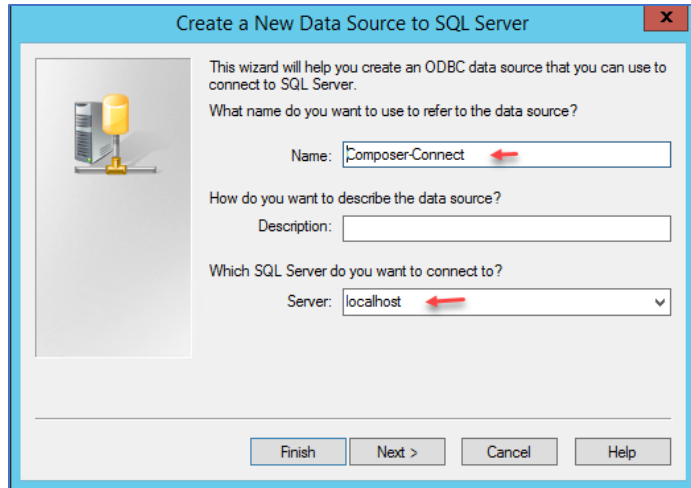 Create a New Data Source to SQL Server
x
This wizard will help you create an ODBC data source that you can use to
connect to SQL Server.
What name do you want to use to refer to the data source?
Name: Composer-Connect
How do you want to describe the data source?
Description:
Which SQL Server do you want to connect to?
Server: localhost
Finish Next > Cancel Help